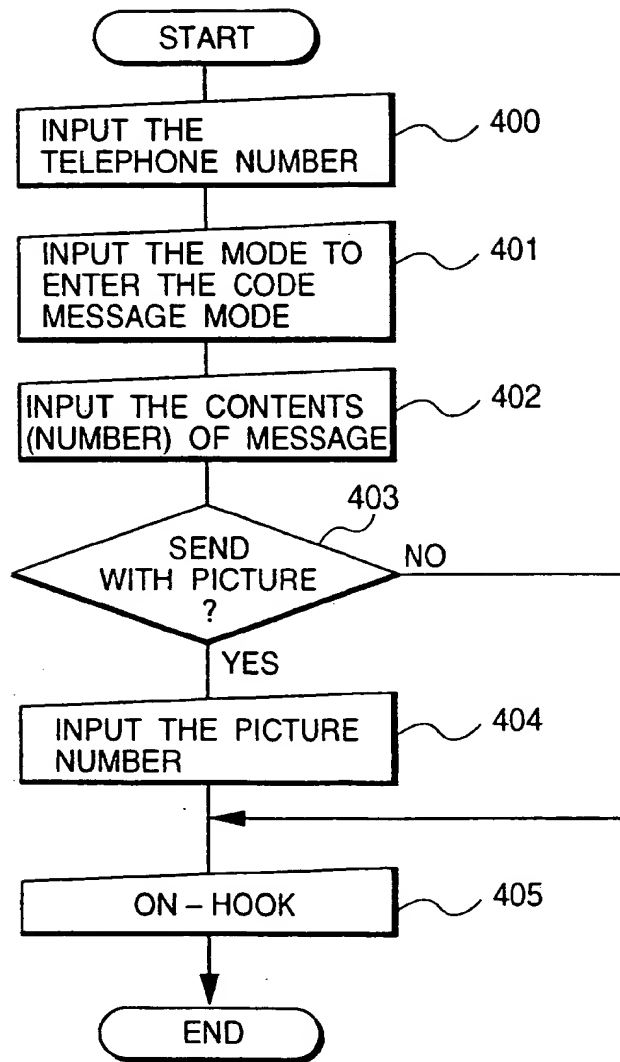 START
INPUT THE
TELEPHONE NUMBER
400
INPUT THE MODE TO
ENTER THE CODE
MESSAGE MODE
401
INPUT THE CONTENTS
(NUMBER) OF MESSAGE
402
403
SEND
WITH PICTURE
?
NO
YES
INPUT THE PICTURE
NUMBER
404
ON-HOOK
405
END